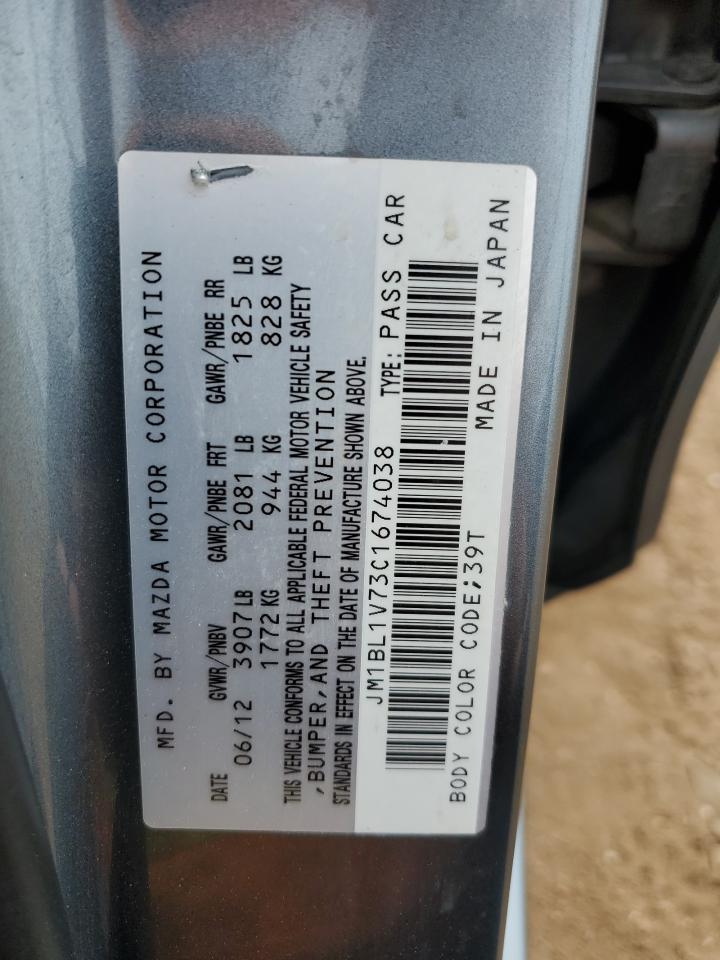 MFD. BY MAZDA MOTOR CORPORATION
GVWR/PNBV GAWR/PNBE FRT GAWR/PNBE RR
DATE 06/12 3907 LB 2081 LB 1825 LB
1772 KG 944 KG 828 KG
THIS VEHICLE CONFORMS TO ALL APPLICABLE FEDERAL MOTOR VEHICLE SAFETY
,BUMPER,AND THEFT PREVENTION
STANDARDS IN EFFECT ON THE DATE OF MANUFACTURE SHOWN ABOVE.
JM1BL1V73C1674038 TYPE: PASS CAR
BODY COLOR CODE;39T MADE IN JAPAN